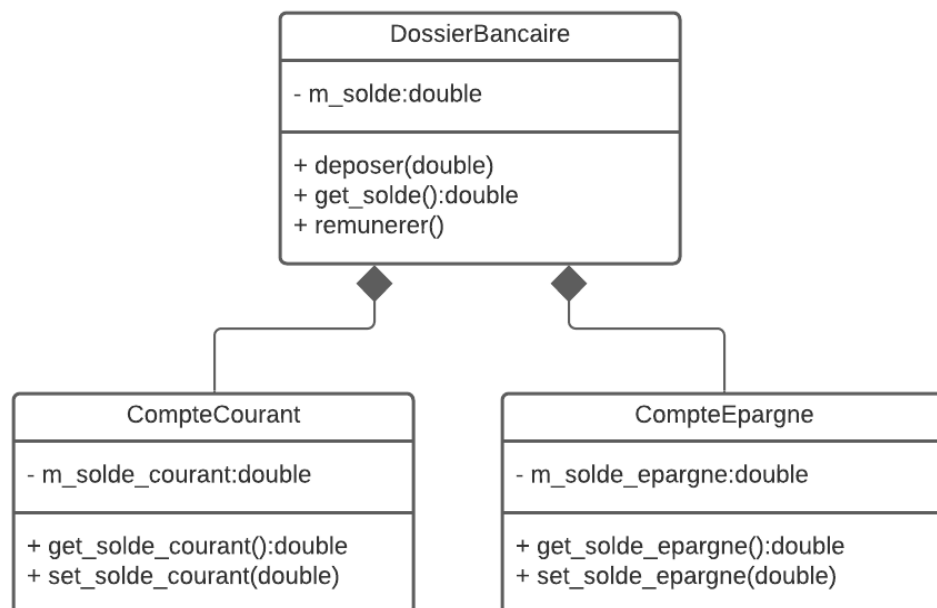 DossierBancaire
- m_solde:double
+ deposer(double)
+ get_solde():double
+ remunerer()
CompteCourant
- m_solde_courant:double
+ get_solde_courant():double
+ set_solde_courant(double)
CompteEpargne
- m_solde_epargne:double
+ get_solde_epargne():double
+ set_solde_epargne(double)